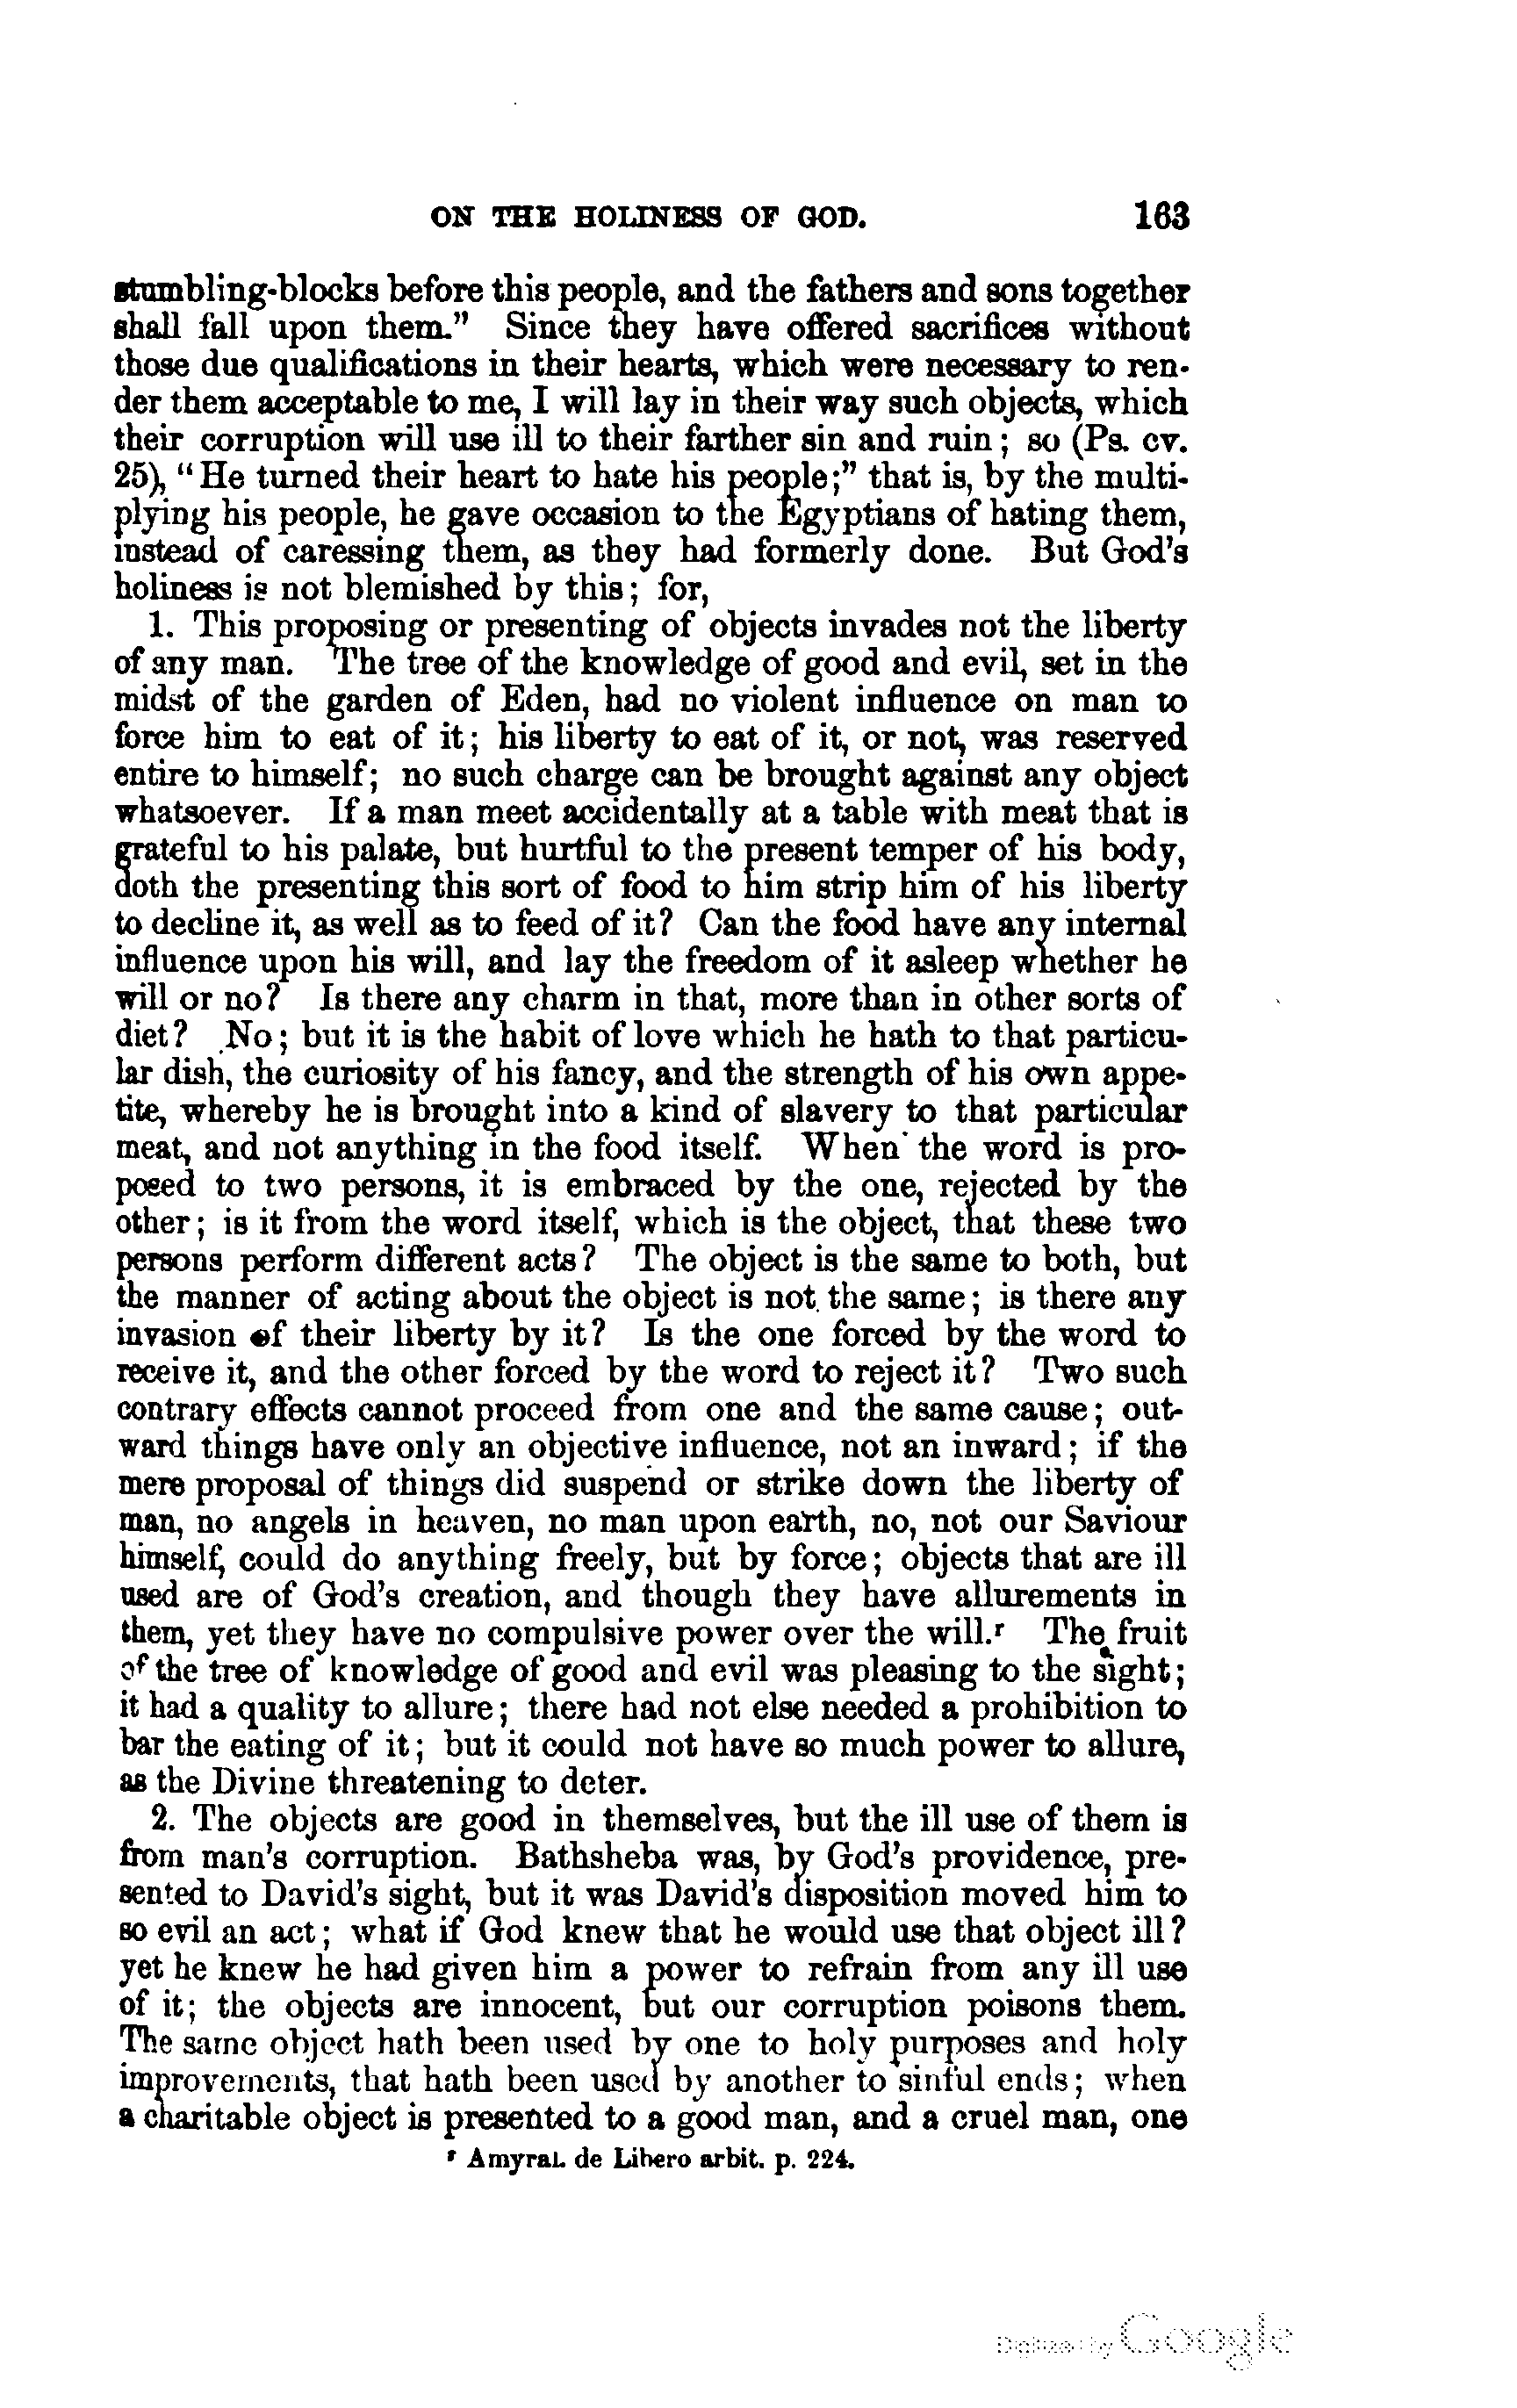 ON THE HOLINESS OF GOD. 163
stumbling-blocks before this people, and the fathers and sons together
shall fall upon them." Since they have offered sacrifices without
those due qualifications in their hearts, which were necessary to ren-
der them acceptable to me, I will lay in their way such objects, which
their corruption will use ill to their farther sin and ruin; so (Ps. cv.
25), "He turned their heart to hate his people;" that is, by the multi-
plying his people, he gave occasion to the Egyptians of hating them,
instead of caressing them, as they had formerly done. But God's
holiness is not blemished by this; for,
1. This proposing or presenting of objects invades not the liberty
of any man. The tree of the knowledge of good and evil, set in the
midst of the garden of Eden, had no violent influence on man to
force him to eat of it; his liberty to eat of it, or not, was reserved
entire to himself; no such charge can be brought against any object
whatsoever. If a man meet accidentally at a table with meat that is
grateful to his palate, but hurtful to the present temper of his body,
doth the presenting this sort of food to him strip him of his liberty
to decline it, as well as to feed of it? Can the food have any internal
influence upon his will, and lay the freedom of it asleep whether he
will or no? Is there any charm in that, more than in other sorts of
diet? No; but it is the habit of love which he hath to that particu-
lar dish, the curiosity of his fancy, and the strength of his own appe-
tite, whereby he is brought into a kind of slavery to that particular
meat, and not anything in the food itself. When the word is pro-
posed to two persons, it is embraced by the one, rejected by the
other; is it from the word itself, which is the object, that these two
persons perform different acts? The object is the same to both, but
the manner of acting about the object is not the same; is there any
invasion of their liberty by it? Is the one forced by the word to
receive it, and the other forced by the word to reject it? Two such
contrary effects cannot proceed from one and the same cause; out-
ward things have only an objective influence, not an inward; if the
mere proposal of things did suspend or strike down the liberty of
man, no angels in heaven, no man upon earth, no, not our Saviour
himself, could do anything freely, but by force; objects that are ill
used are of God's creation, and though they have allurements in
them, yet they have no compulsive power over the will.r The fruit
of the tree of knowledge of good and evil was pleasing to the sight;
it had a quality to allure; there had not else needed a prohibition to
bar the eating of it; but it could not have so much power to allure,
as the Divine threatening to deter.
2. The objects are good in themselves, but the ill use of them is
from man's corruption. Bathsheba was, by God's providence, pre-
sented to David's sight, but it was David's disposition moved him to
so evil an act; what if God knew that he would use that object ill?
yet he knew he had given him a power to refrain from any ill use
of it; the objects are innocent, but our corruption poisons them.
The same object hath been used by one to holy purposes and holy
improvements, that hath been used by another to sinful ends; when
a charitable object is presented to a good man, and a cruel man, one
r Amyral. de Libero arbit. p. 224.
Digitized by Google